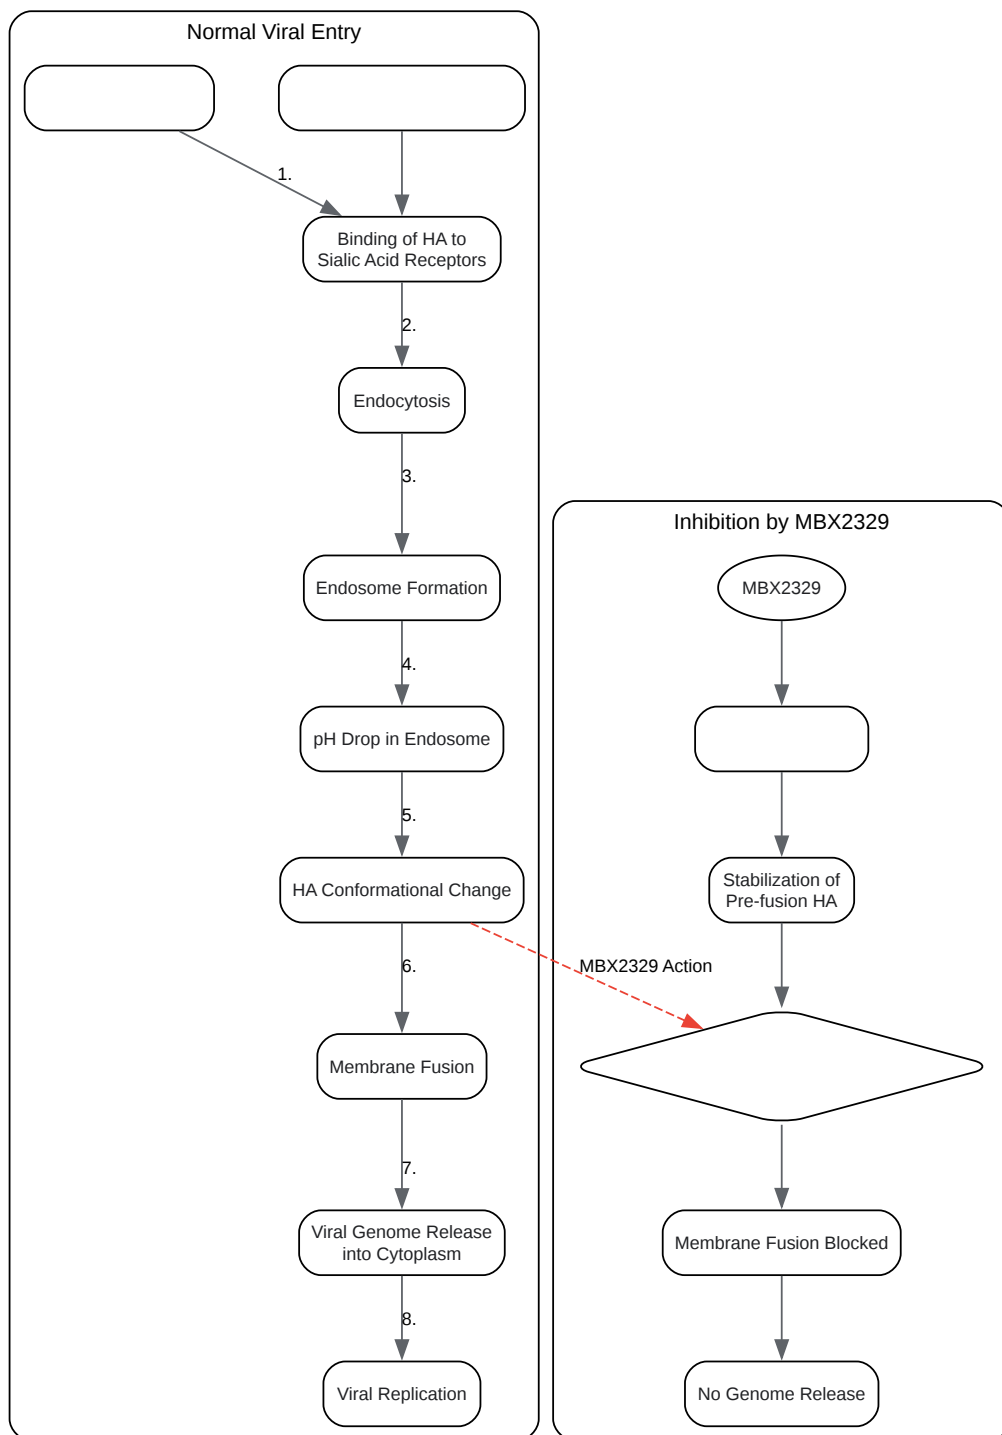 Normal Viral Entry
1.
Binding of HA to
Sialic Acid Receptors
2.
Endocytosis
3.
Endosome Formation
4.
pH Drop in Endosome
5.
HA Conformational Change
6.
Membrane Fusion
7.
Viral Genome Release
into Cytoplasm
8.
Viral Replication
Inhibition by MBX2329
MBX2329
Stabilization of
Pre-fusion HA
MBX2329 Action
Membrane Fusion Blocked
No Genome Release